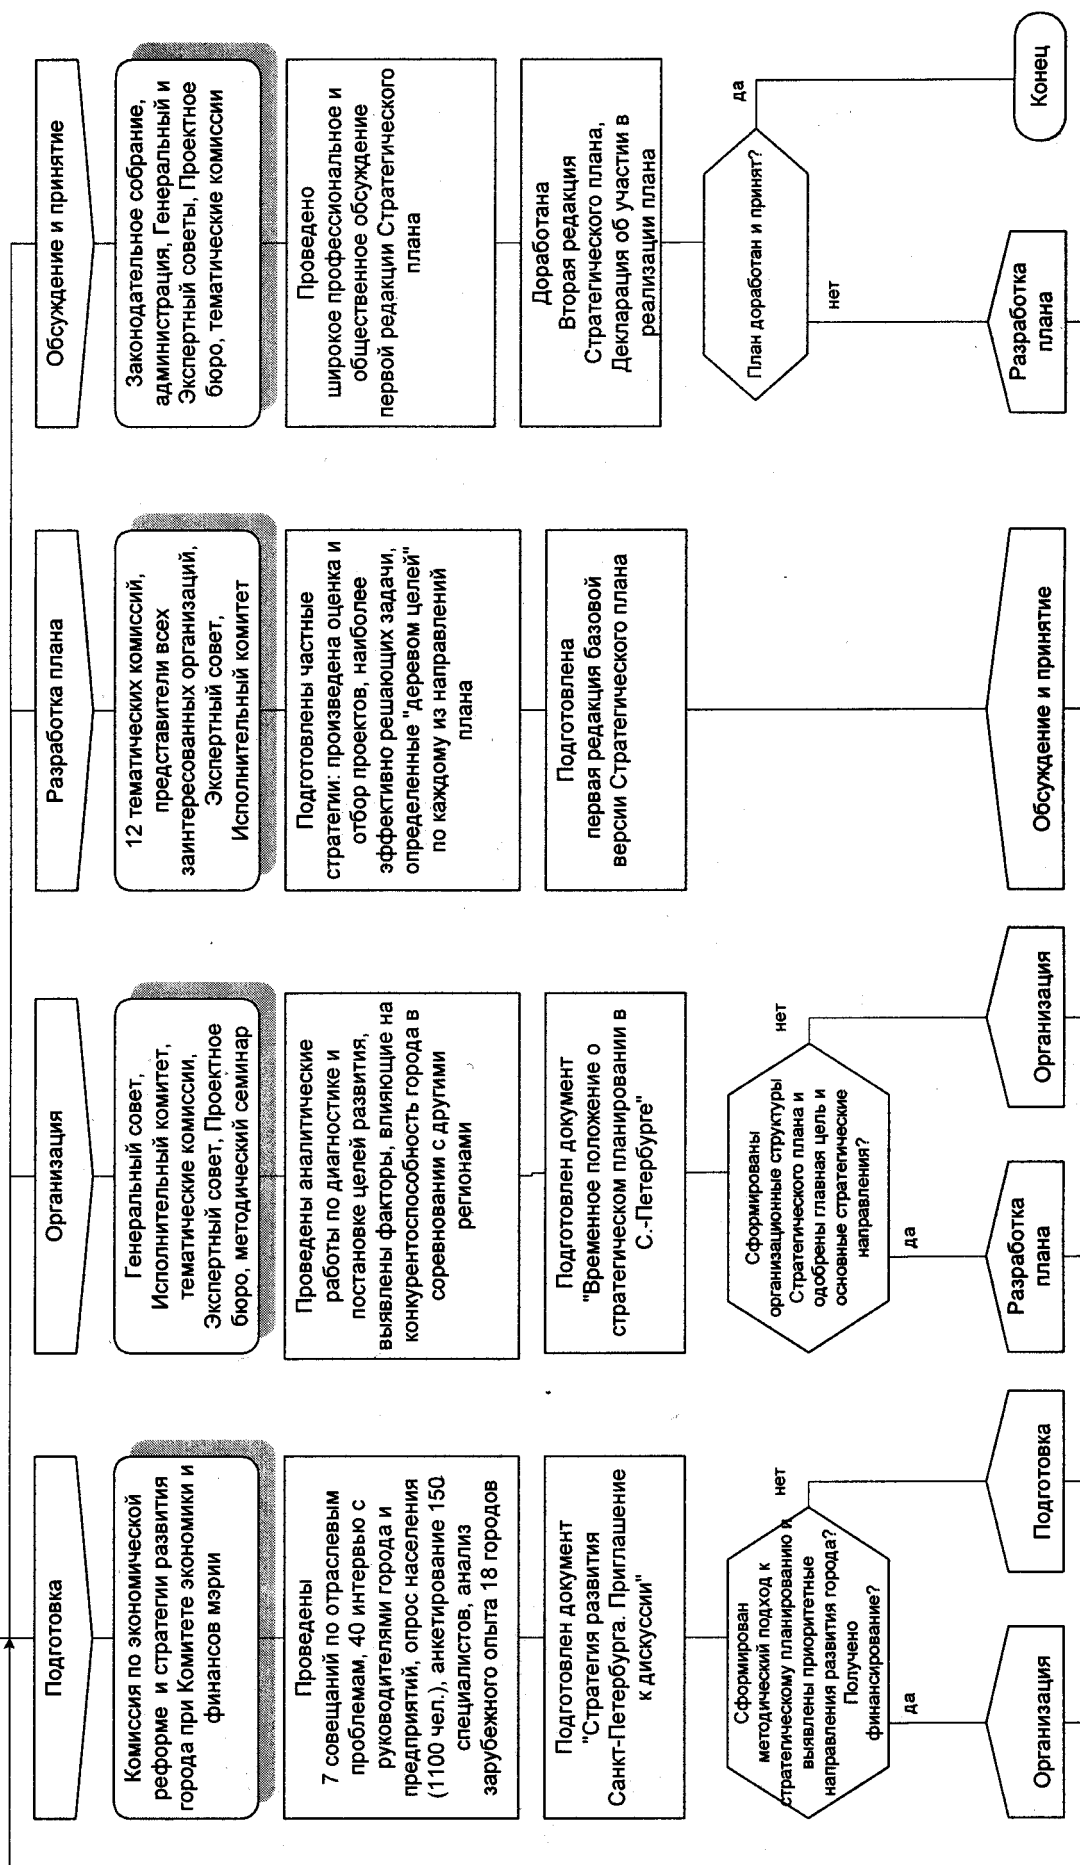 Подготовка
Комиссия по экономической
реформе и стратегии развития
города при Комитете экономики и
финансов мэрии
Проведены
7 совещаний по отраслевым
проблемам, 40 интервью с
руководителями города и
предприятий, опрос населения
(1100 чел.), анкетирование 150
специалистов, анализ
зарубежного опыта 18 городов
Подготовлен документ
"Стратегия развития
Санкт-Петербурга. Приглашение
к дискуссии"
Сформирован
методический подход к
стратегическому планированию и
выявлены приоритетные
направления развития города?
Получено
финансирование?
да
нет
Организация
Подготовка
Организация
Генеральный совет,
Исполнительный комитет,
тематические комиссии,
Экспертный совет, Проектное
бюро, методический семинар
Проведены аналитические
работы по диагностике и
постановке целей развития,
выявлены факторы, влияющие на
конкурентоспособность города в
соревновании с другими
регионами
Подготовлен документ
"Временное положение о
стратегическом планировании в
С.-Петербурге"
Сформированы
организационные структуры
Стратегического плана и
одобрены главная цель и
основные стратегические
направления?
да
нет
Разработка
плана
Организация
Разработка плана
12 тематических комиссий,
представители всех
заинтересованных организаций,
Экспертный совет,
Исполнительный комитет
Подготовлены частные
стратегии: произведена оценка и
отбор проектов, наиболее
эффективно решающих задачи,
определенные "деревом целей"
по каждому из направлений
плана
Подготовлена
первая редакция базовой
версии Стратегического плана
Обсуждение и принятие
Обсуждение и принятие
Законодательное собрание,
администрация, Генеральный и
Экспертный советы, Проектное
бюро, тематические комиссии
Проведено
широкое профессиональное и
общественное обсуждение
первой редакции Стратегического
плана
Доработана
Вторая редакция
Стратегического плана,
Декларация об участии в
реализации плана
План доработан и принят?
нет
да
Разработка
плана
Конец